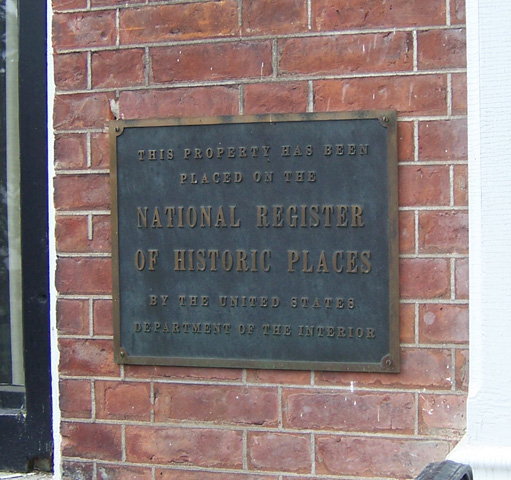 THIS PROPERTY HAS BEEN
PLACED ON THE
NATIONAL REGISTER
OF HISTORIC PLACES
BY THE UNITED STATES
DEPARTMENT OF THE INTERIOR